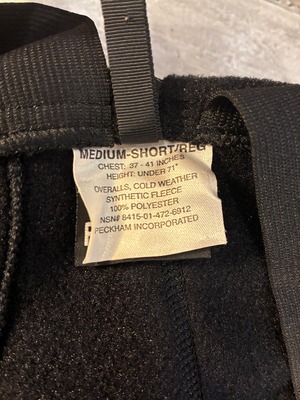 MEDIUM-SHORT/REG
CHEST: 37 - 41 INCHES
HEIGHT: UNDER 71"
OVERALLS, COLD WEATHER
SYNTHETIC FLEECE
100% POLYESTER
NSN# 8415-01-472-6912
PECKHAM INCORPORATED